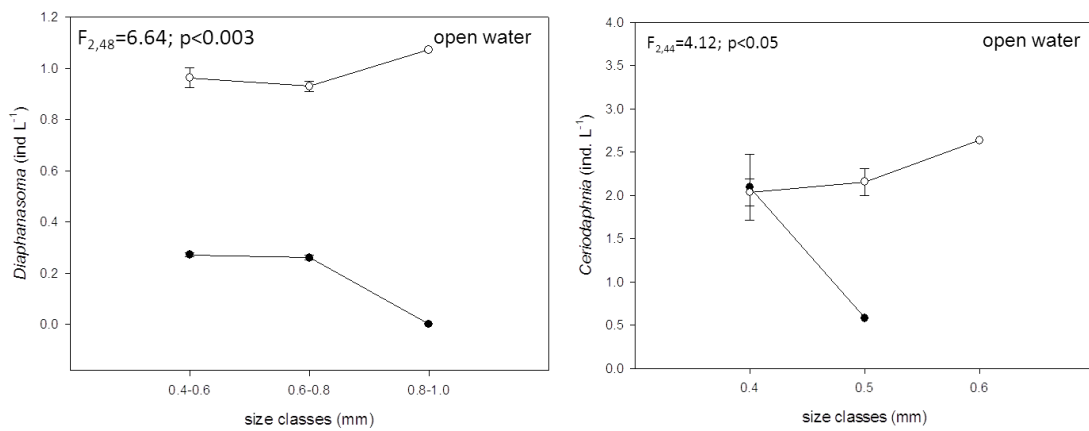 F2,48=6.64; p<0.003
open water
1.2
1.0
0.8
0.6
0.4
0.2
0.0
Diaphanasoma (ind L-1)
0.4-0.6
0.6-0.8
0.8-1.0
size classes (mm)
F2,44=4.12; p<0.05
open water
4.0
3.5
3.0
2.5
2.0
1.5
1.0
0.5
0.0
Ceriodaphnia (ind. L-1)
0.4
0.5
0.6
size classes (mm)